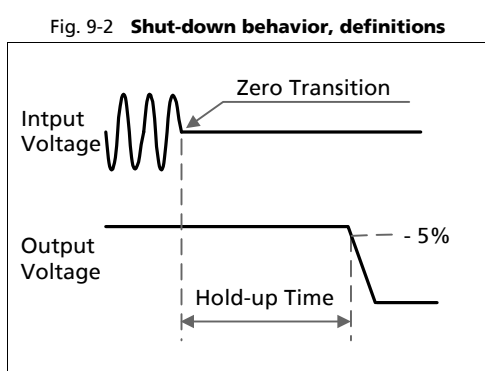 Fig. 9-2 Shut-down behavior, definitions
Zero Transition
Intput
Voltage
Output
Voltage
- 5%
Hold-up Time